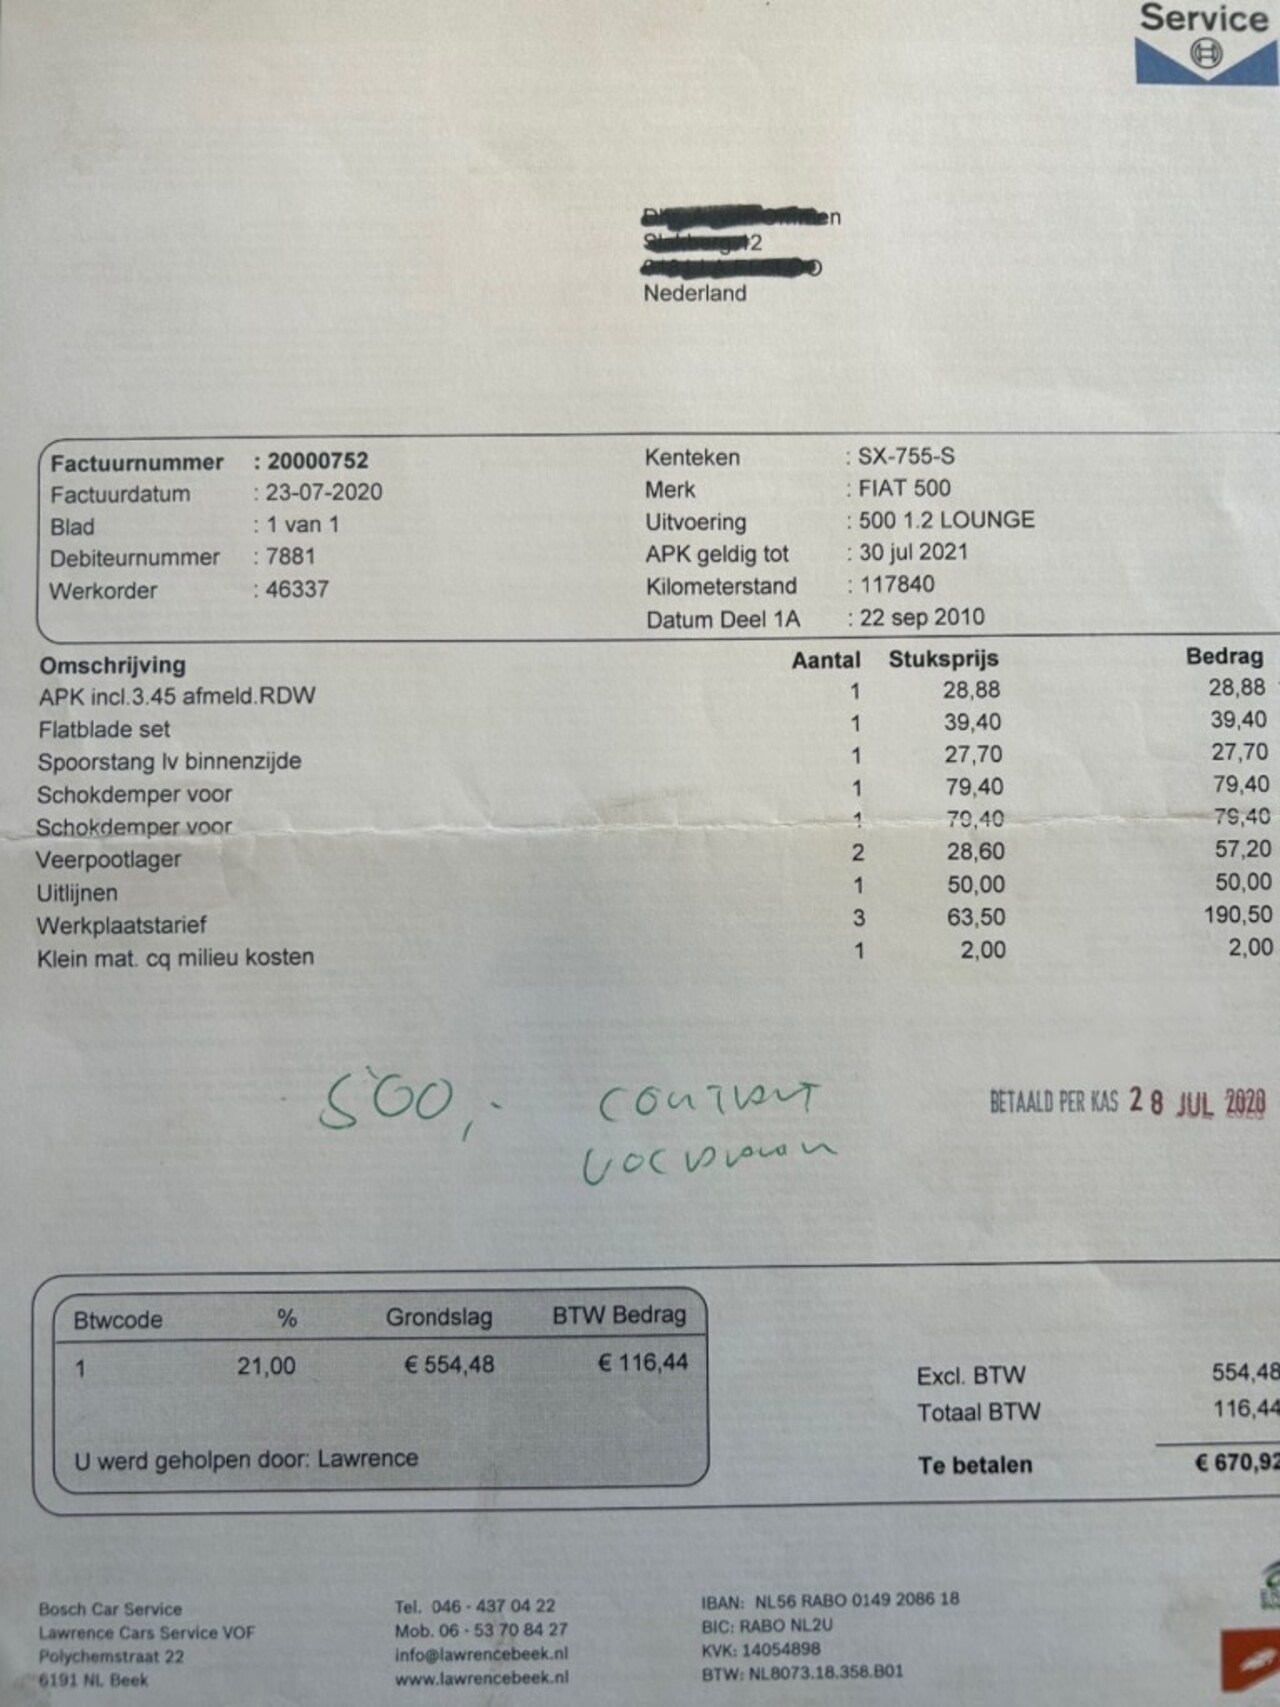 Service
2
Nederland
Factuurnummer : 20000752
Factuurdatum : 23-07-2020
Blad : 1 van 1
Debiteurnummer : 7881
Werkorder : 46337
Kenteken : SX-755-S
Merk : FIAT 500
Uitvoering : 500 1.2 LOUNGE
APK geldig tot : 30 jul 2021
Kilometerstand : 117840
Datum Deel 1A : 22 sep 2010
Omschrijving Aantal Stuksprijs Bedrag
APK incl.3.45 afmeld.RDW 1 28,88 28,88
Flatblade set 1 39,40 39,40
Spoorstang lv binnenzijde 1 27,70 27,70
Schokdemper voor 1 79,40 79,40
Schokdemper voor 1 79,40 79,40
Veerpootlager 2 28,60 57,20
Uitlijnen 1 50,00 50,00
Werkplaatstarief 3 63,50 190,50
Klein mat. cq milieu kosten 1 2,00 2,00
500,- contant
BETAALD PER KAS 28 JUL 2020
voldaan
Btwcode % Grondslag BTW Bedrag
1 21,00 € 554,48 € 116,44
U werd geholpen door: Lawrence
Excl. BTW 554,48
Totaal BTW 116,44
Te betalen € 670,92
Bosch Car Service
Lawrence Cars Service VOF
Polychemstraat 22
6191 NL Beek
Tel. 046 - 437 04 22
Mob. 06 - 53 70 84 27
info@lawrencebeek.nl
www.lawrencebeek.nl
IBAN: NL56 RABO 0149 2086 18
BIC: RABO NL2U
KVK: 14054898
BTW: NL8073.18.358.B01